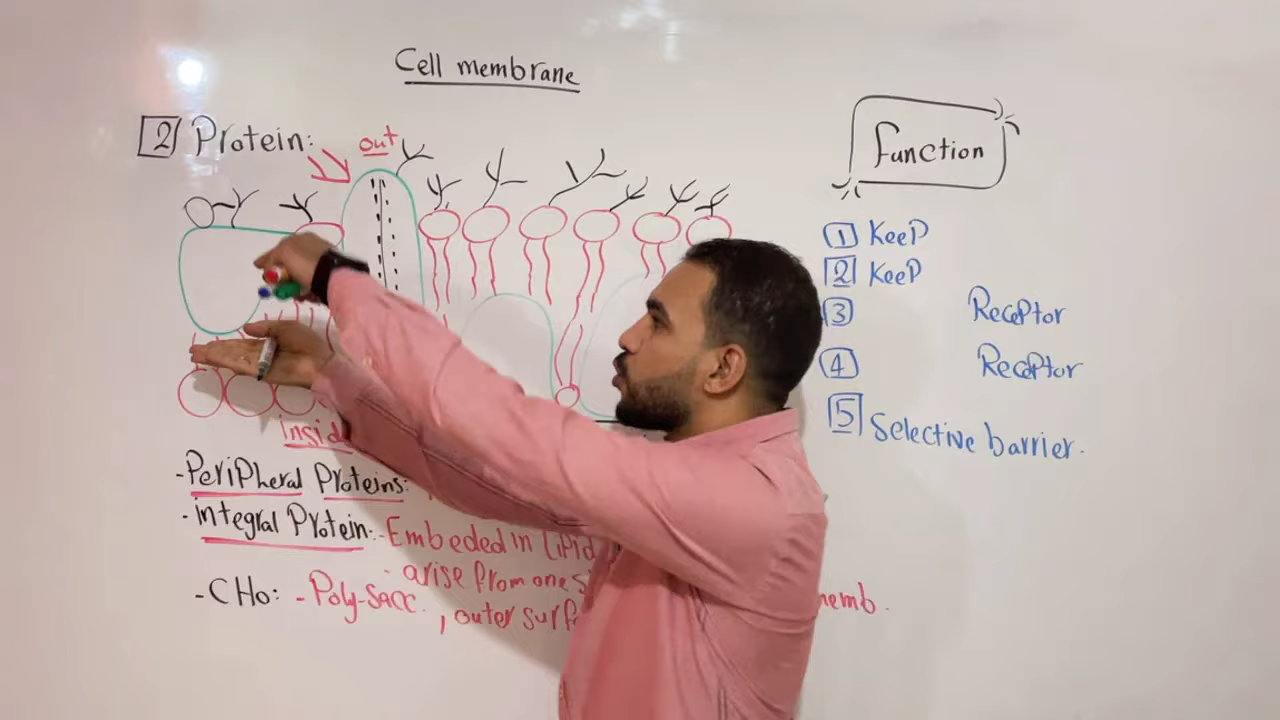 Cell membrane
2 Protein:
out
inside
- Peripheral Proteins:
- integral Protein: - Embeded in Lipid
- arise from one
- CHo: - Poly-sacc. , outer surf
memb.
Function
1 KeeP
2 KeeP
3 RecePtor
4 RecePtor
5 Selective barrier.